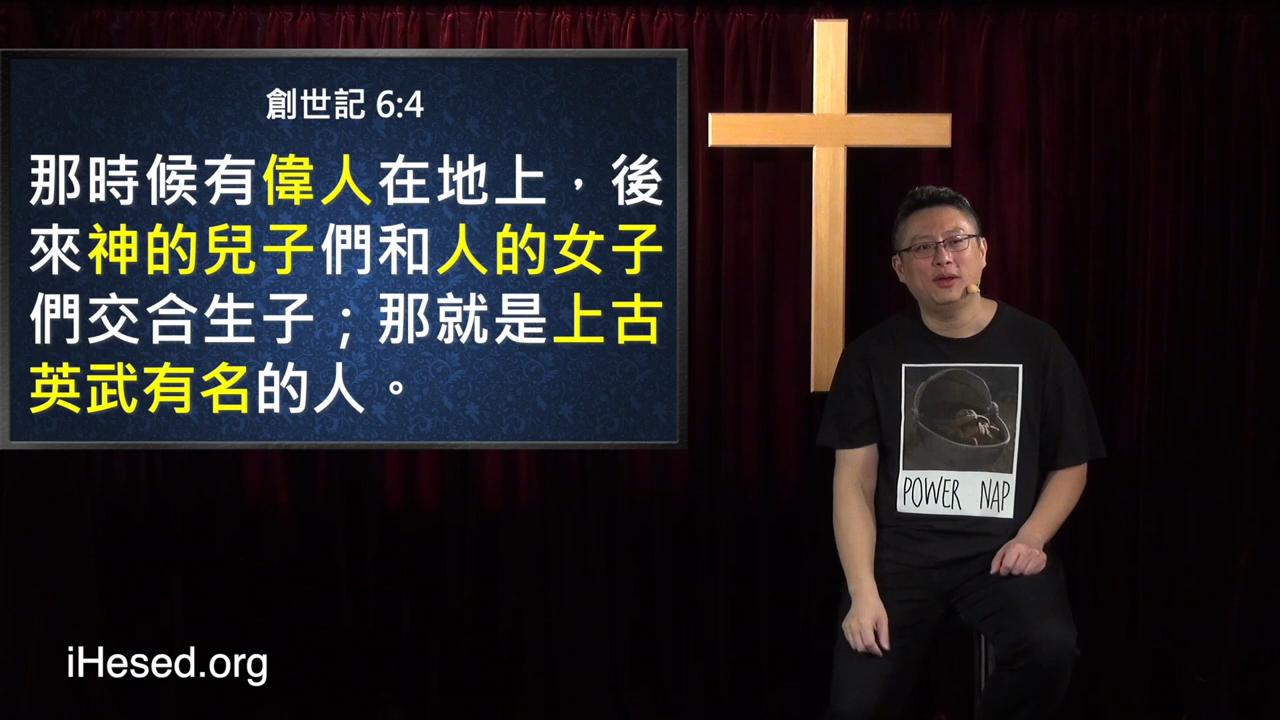 創世記 6:4
那時候有偉人在地上，後
來神的兒子們和人的女子
們交合生子；那就是上古
英武有名的人。
POWER NAP
iHesed.org